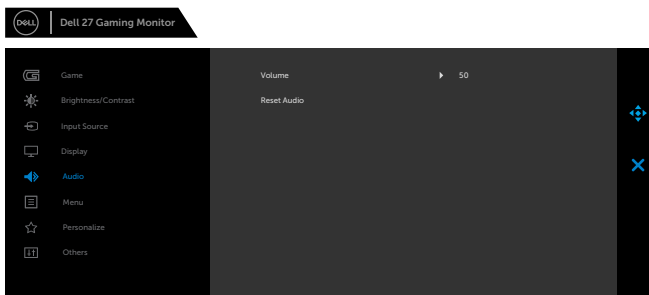 DELL
Dell 27 Gaming Monitor
Game
Volume 50
Brightness/Contrast
Reset Audio
Input Source
Display
Audio
Menu
Personalize
Others